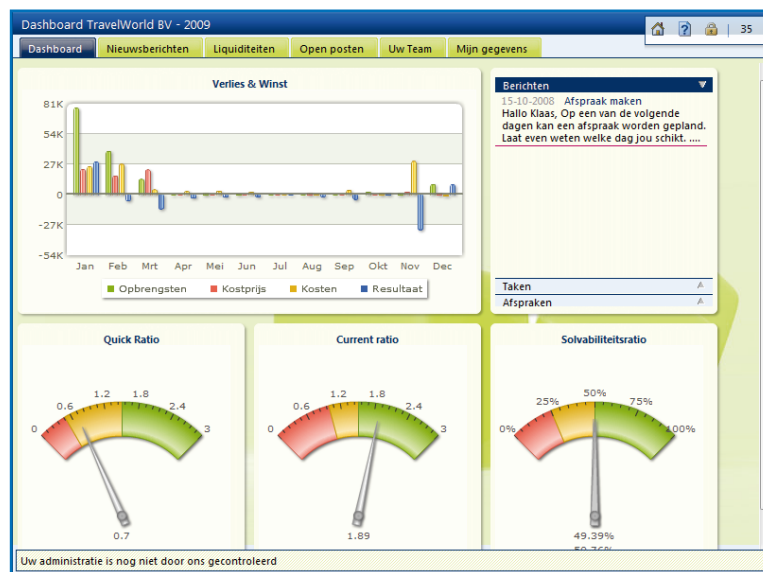 Dashboard TravelWorld BV - 2009
35
Dashboard
Nieuwsberichten
Liquiditeiten
Open posten
Uw Team
Mijn gegevens
Verlies & Winst
81K
54K
27K
0
-27K
-54K
Jan Feb Mrt Apr Mei Jun Jul Aug Sep Okt Nov Dec
Opbrengsten Kostprijs Kosten Resultaat
Berichten
15-10-2008 Afspraak maken
Hallo Klaas, Op een van de volgende
dagen kan een afspraak worden gepland.
Laat even weten welke dag jou schikt. ....
Taken
Afspraken
Quick Ratio
0 0.6 1.2 1.8 2.4 3
0.7
Current ratio
0 0.6 1.2 1.8 2.4 3
1.89
Solvabiliteitsratio
0% 25% 50% 75% 100%
49.39%
Uw administratie is nog niet door ons gecontroleerd